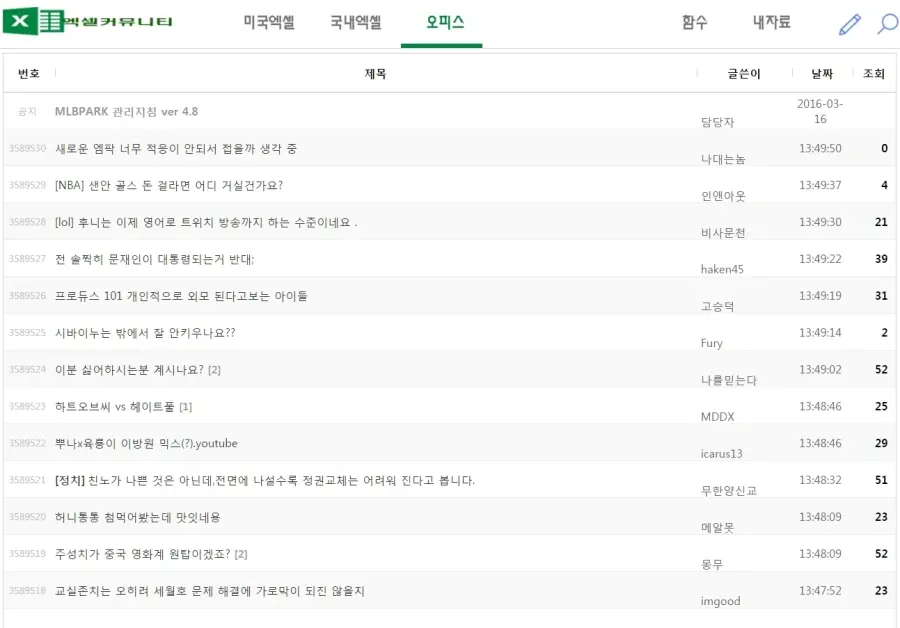 엑셀커뮤니티 미국엑셀 국내엑셀 오피스 함수 내자료
번호 제목 글쓴이 날짜 조회
공지 MLBPARK 관리지침 ver 4.8 담당자 2016-03-16
3589530 새로운 엠팍 너무 적응이 안되서 접을까 생각 중 나대는놈 13:49:50 0
3589529 [NBA] 샌안 골스 돈 걸라면 어디 거실건가요? 인앤아웃 13:49:37 4
3589528 [lol] 후니는 이제 영어로 트위치 방송까지 하는 수준이네요 . 비사문천 13:49:30 21
3589527 전 솔찍히 문재인이 대통령되는거 반대; haken45 13:49:22 39
3589526 프로듀스 101 개인적으로 외모 된다고보는 아이들 고승덕 13:49:19 31
3589525 시바이누는 밖에서 잘 안키우나요?? Fury 13:49:14 2
3589524 이분 싫어하시는분 계시나요? [2] 나를믿는다 13:49:02 52
3589523 하트오브씨 vs 헤이트풀 [1] MDDX 13:48:46 25
3589522 뿌나x육룡이 이방원 믹스(?).youtube icarus13 13:48:46 29
3589521 [정치] 친노가 나쁜 것은 아닌데,전면에 나설수록 정권교체는 어려워 진다고 봅니다. 무한양신교 13:48:32 51
3589520 허니통통 첨먹어봤는데 맛잇네용 메알못 13:48:09 23
3589519 주성치가 중국 영화계 원탑이겠죠? [2] 몽무 13:48:09 52
3589518 교실존치는 오히려 세월호 문제 해결에 가로막이 되진 않을지 imgood 13:47:52 23